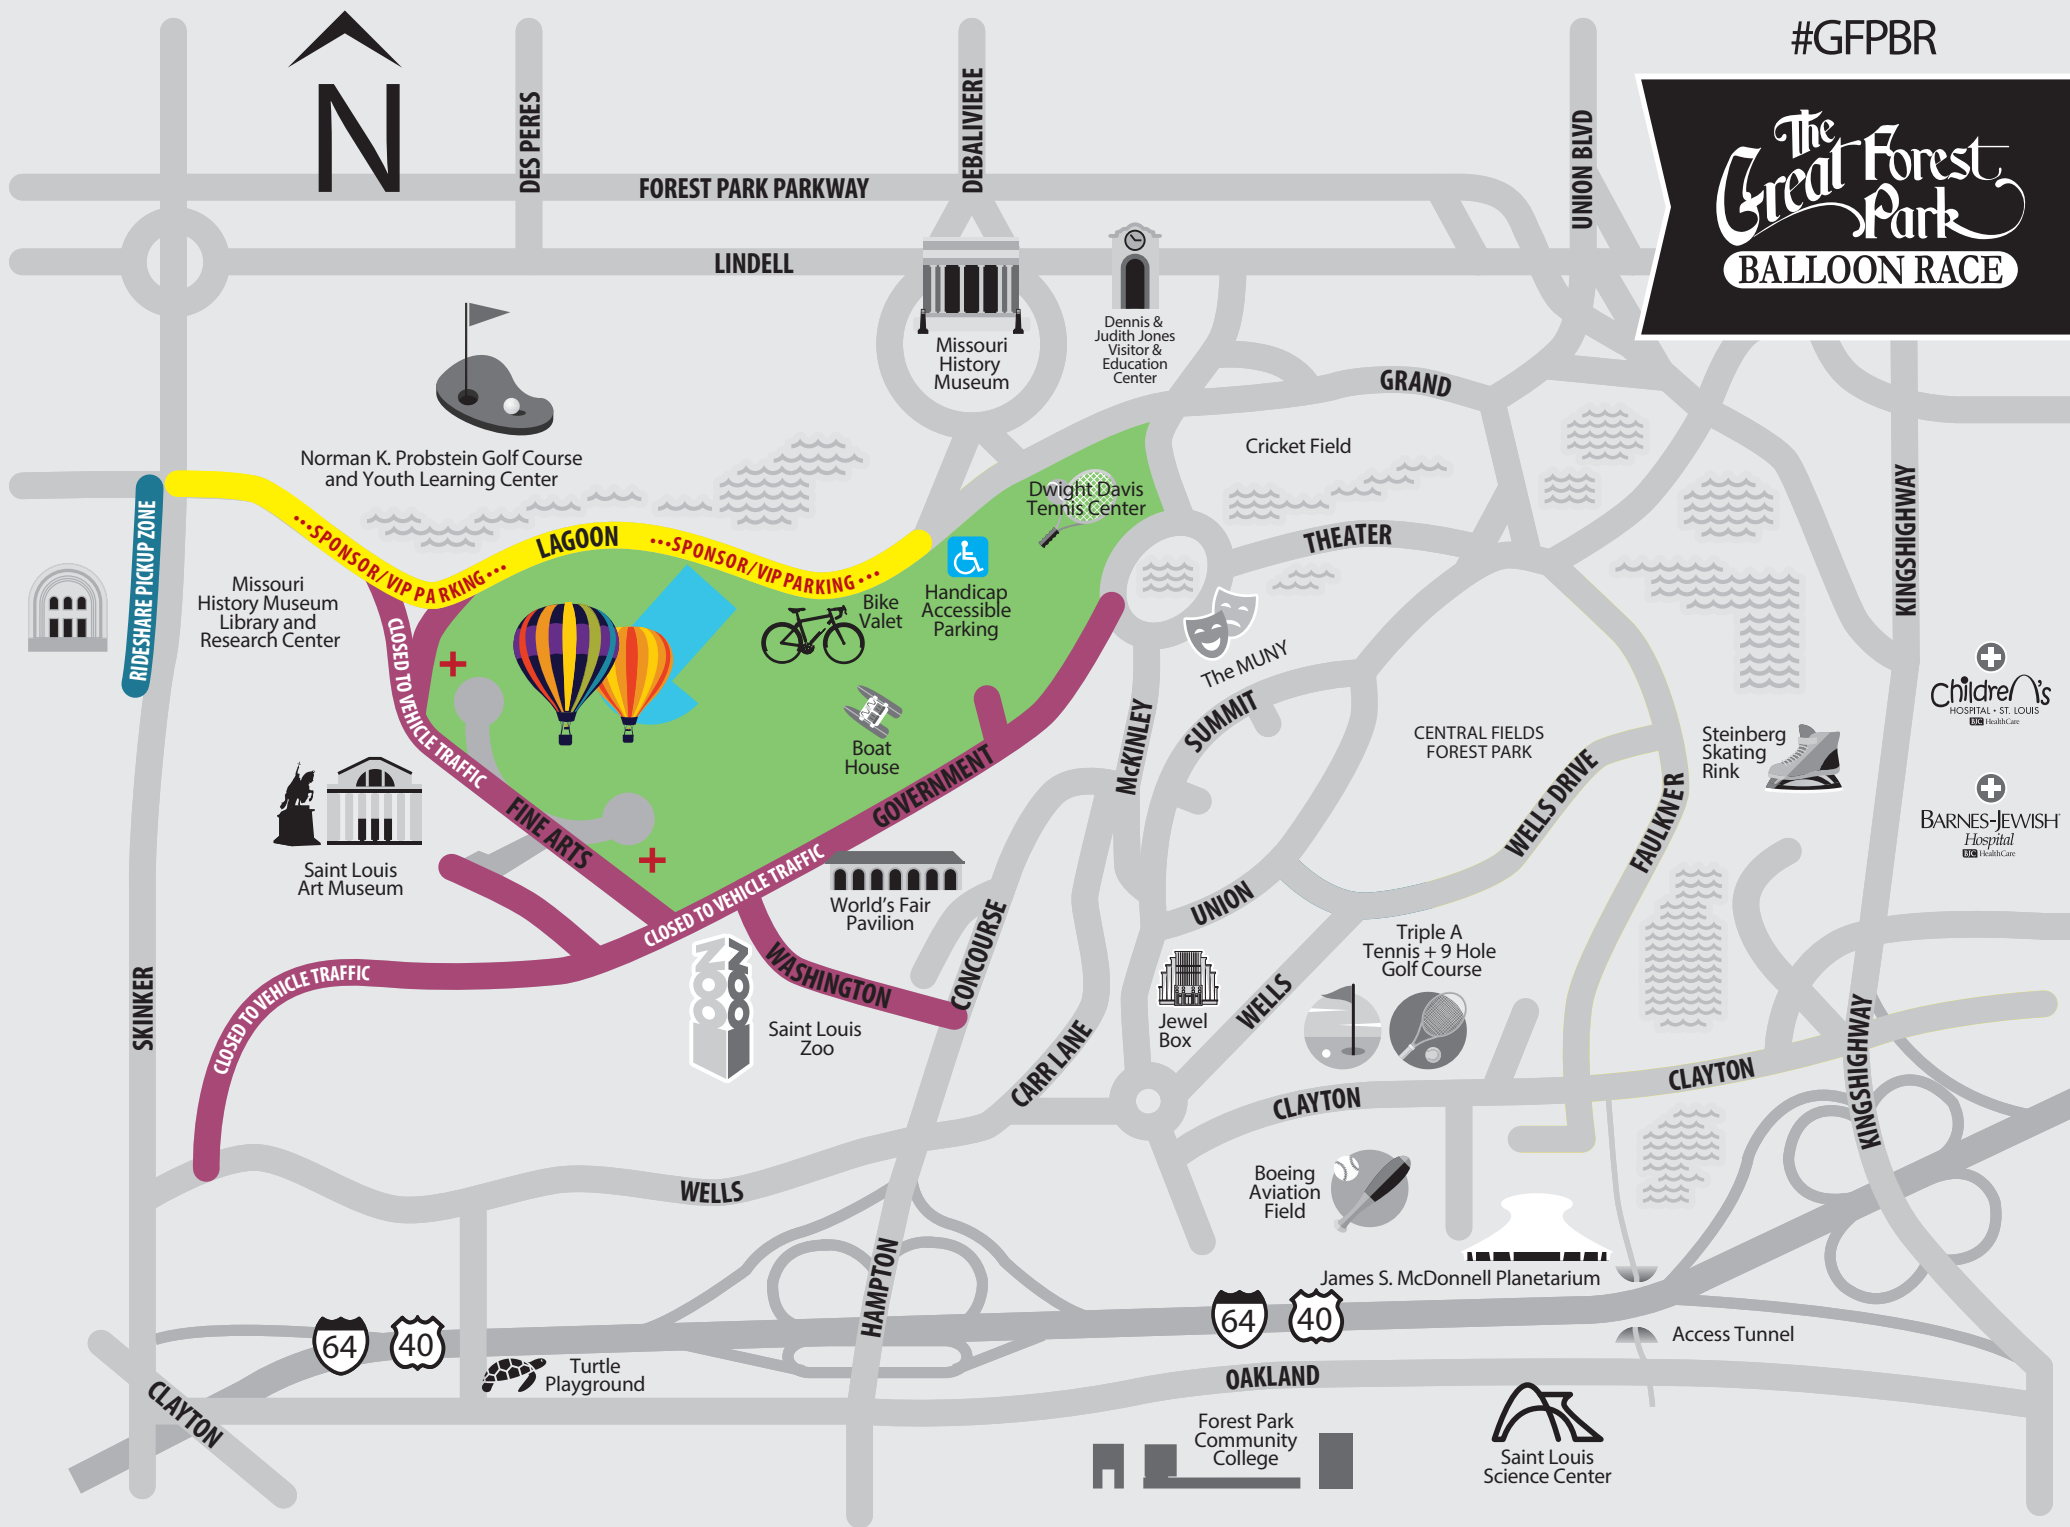 #GFPBR
The
Great Forest
Park
BALLOON RACE
N
DES PERES
DEBALIVIERE
UNION BLVD
FOREST PARK PARKWAY
LINDELL
Missouri
History
Museum
Dennis &
Judith Jones
Visitor &
Education
Center
GRAND
Norman K. Probstein Golf Course
and Youth Learning Center
Cricket Field
Dwight Davis
Tennis Center
KINGSHIGHWAY
RIDESHARE PICKUP ZONE
•••SPONSOR/VIP PARKING•••
LAGOON
•••SPONSOR/VIP PARKING•••
THEATER
Missouri
History Museum
Library and
Research Center
Bike
Valet
Handicap
Accessible
Parking
CLOSED TO VEHICLE TRAFFIC
The MUNY
SUMMIT
McKINLEY
CENTRAL FIELDS
FOREST PARK
Steinberg
Skating
Rink
Children's
HOSPITAL • ST. LOUIS
BJC HealthCare
Boat
House
GOVERNMENT
WELLS DRIVE
FAULKNER
BARNES-JEWISH
Hospital
BJC HealthCare
FINE ARTS
Saint Louis
Art Museum
CLOSED TO VEHICLE TRAFFIC
World's Fair
Pavilion
UNION
CONCOURSE
Triple A
Tennis + 9 Hole
Golf Course
ZOO
ZOO
WASHINGTON
CLOSED TO VEHICLE TRAFFIC
SKINKER
Saint Louis
Zoo
Jewel
Box
WELLS
CARR LANE
CLAYTON
CLAYTON
KINGSHIGHWAY
KINGSHIGHWAY
WELLS
Boeing
Aviation
Field
HAMPTON
James S. McDonnell Planetarium
64
40
64
40
Access Tunnel
Turtle
Playground
OAKLAND
CLAYTON
Forest Park
Community
College
Saint Louis
Science Center